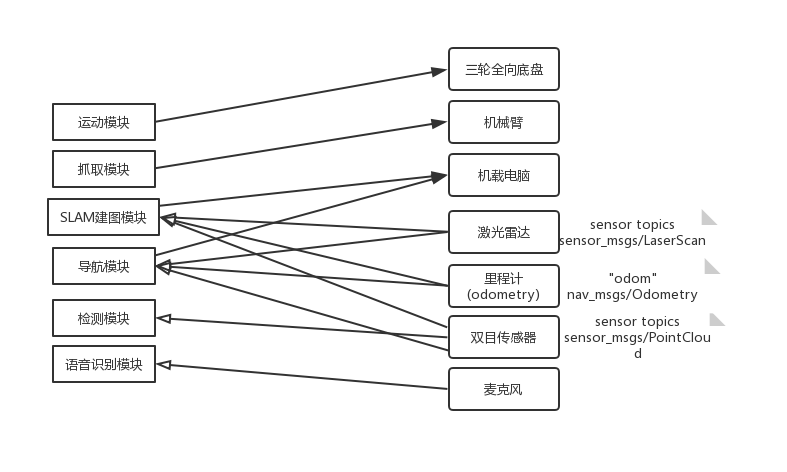 三轮全向底盘
运动模块
机械臂
抓取模块
机载电脑
SLAM建图模块
激光雷达
sensor topics
sensor_msgs/LaserScan
导航模块
里程计
(odometry)
"odom"
nav_msgs/Odometry
检测模块
双目传感器
sensor topics
sensor_msgs/PointClou
d
语音识别模块
麦克风